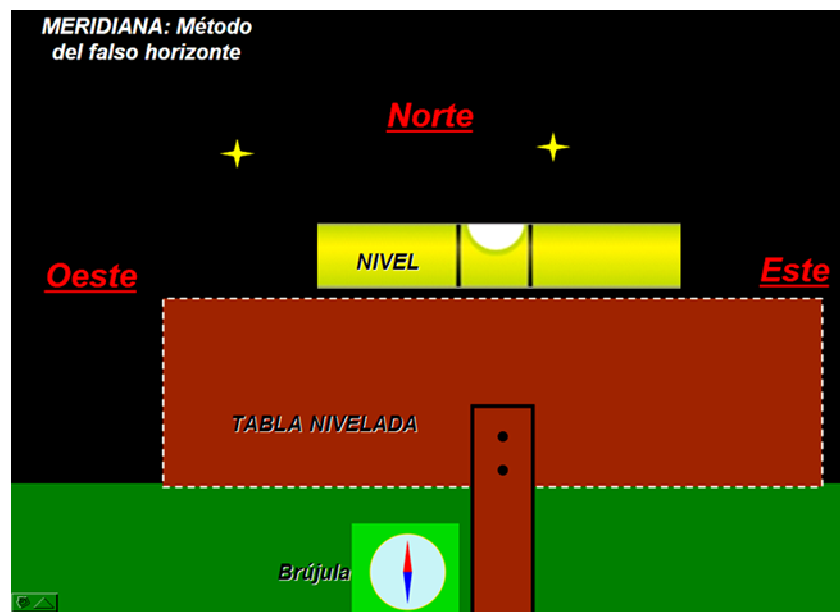 MERIDIANA: Método
del falso horizonte
Norte
NIVEL
Oeste
Este
TABLA NIVELADA
Brújula